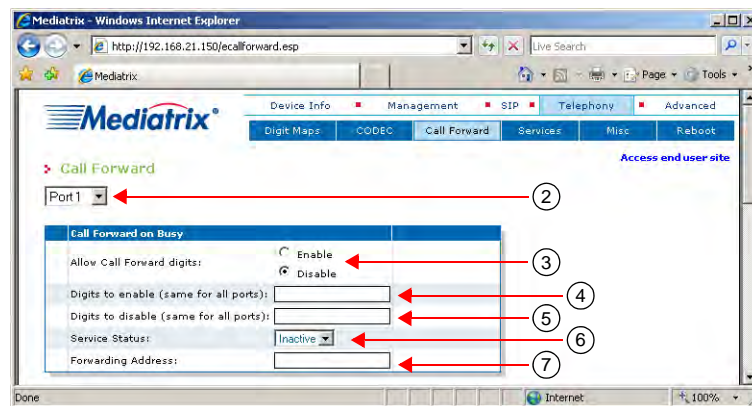 Mediatrix - Windows Internet Explorer
http://192.168.21.150/ecallforward.esp
Live Search
Mediatrix
Page Tools
Mediatrix®
Device Info Management SIP Telephony Advanced
Digit Maps CODEC Call Forward Services Misc Reboot
Access end user site
Call Forward
Port 1
2
Call Forward on Busy
Allow Call Forward digits:
Enable
Disable
3
Digits to enable (same for all ports):
4
Digits to disable (same for all ports):
5
Service Status:
Inactive
6
Forwarding Address:
7
Done
Internet
100%